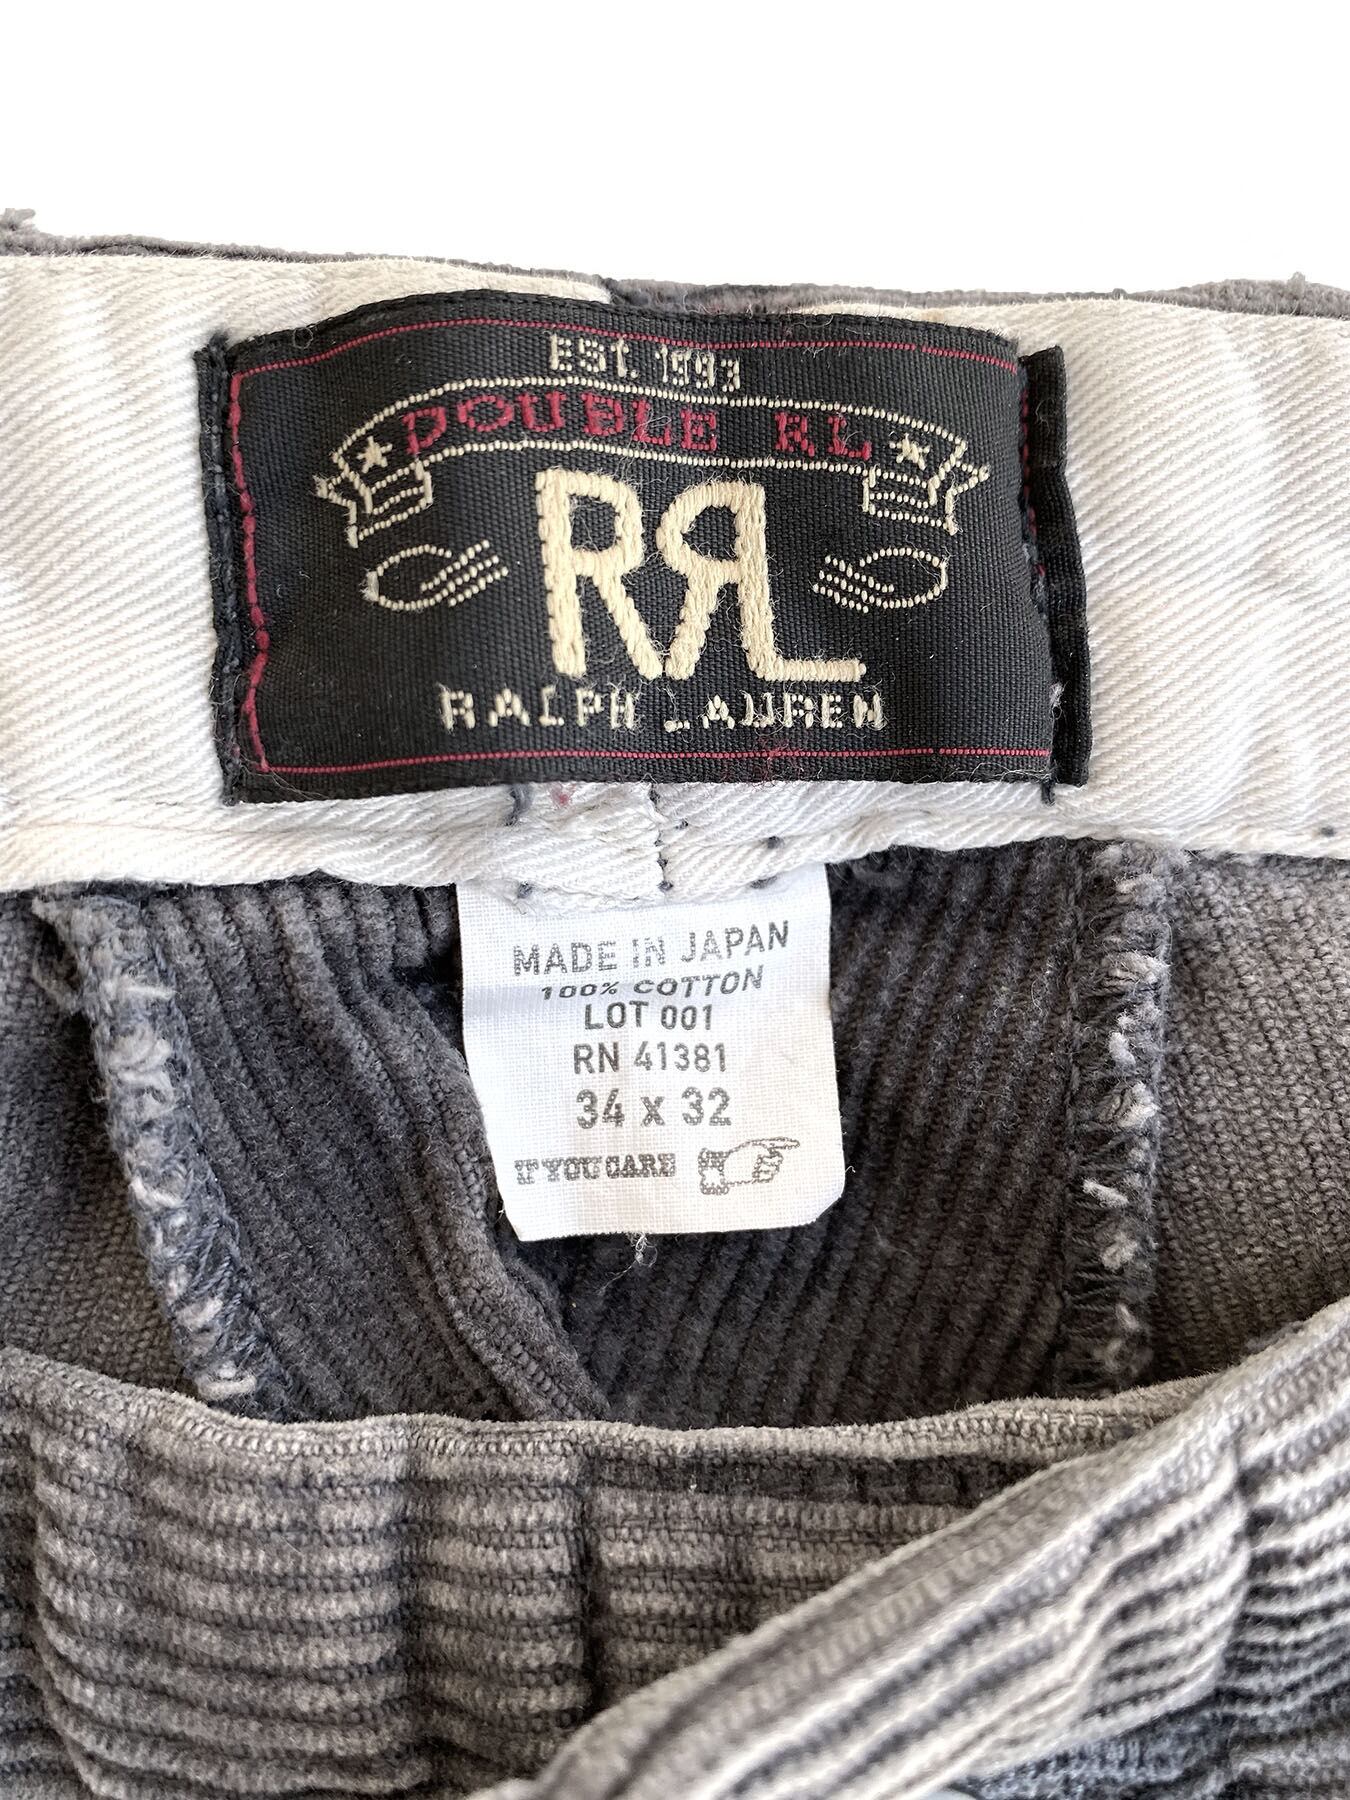 EST. 1993
DOUBLE RL
RRL
RALPH LAUREN
MADE IN JAPAN
100% COTTON
LOT 001
RN 41381
34 x 32
IF YOU CARE